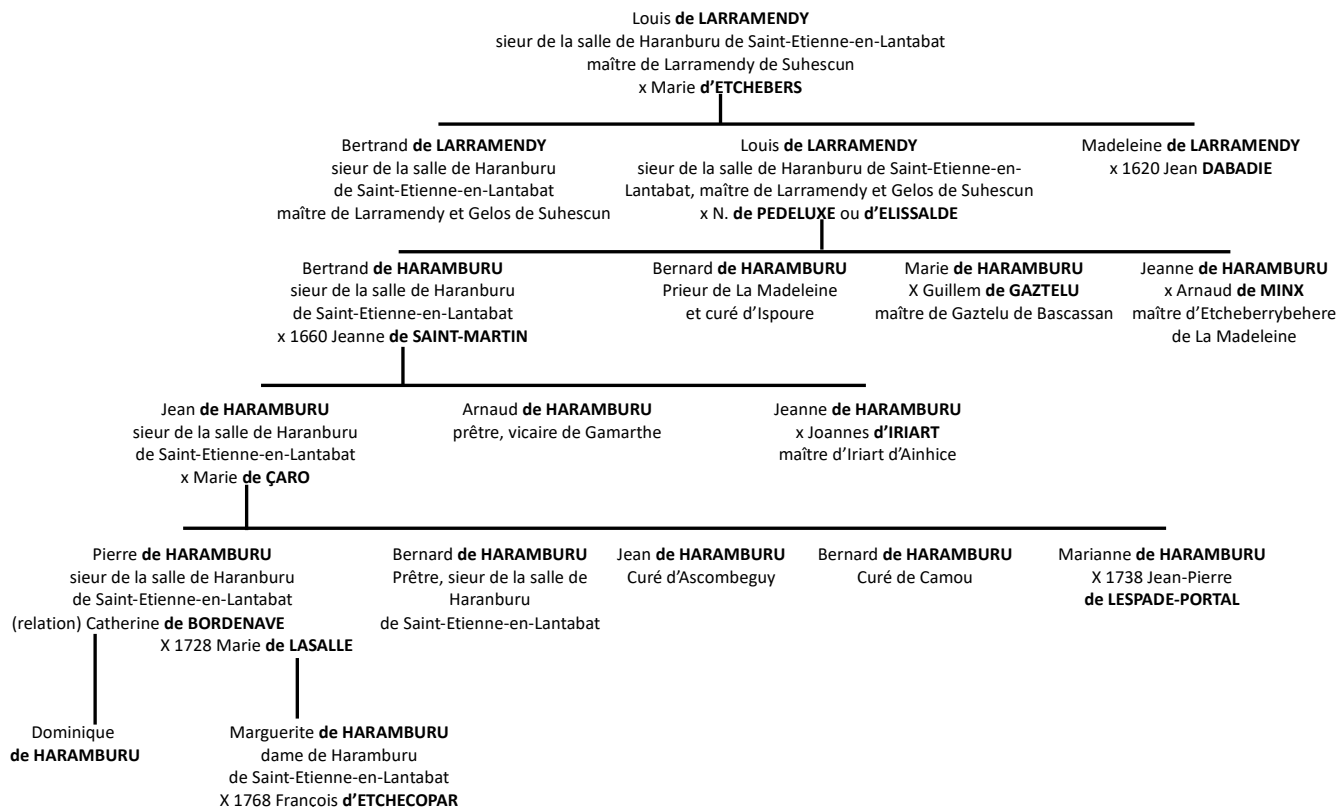 Louis de LARRAMENDY
sieur de la salle de Haranburu de Saint-Etienne-en-Lantabat
maître de Larramendy de Suhescun
x Marie d’ETCHEBERS
Bertrand de LARRAMENDY
sieur de la salle de Haranburu
de Saint-Etienne-en-Lantabat
maître de Larramendy et Gelos de Suhescun
Louis de LARRAMENDY
sieur de la salle de Haranburu de Saint-Etienne-en-
Lantabat, maître de Larramendy et Gelos de Suhescun
x N. de PEDELUXE ou d’ELISSALDE
Madeleine de LARRAMENDY
x 1620 Jean DABADIE
Bertrand de HARAMBURU
sieur de la salle de Haranburu
de Saint-Etienne-en-Lantabat
x 1660 Jeanne de SAINT-MARTIN
Bernard de HARAMBURU
Prieur de La Madeleine
et curé d’Ispoure
Marie de HARAMBURU
X Guillem de GAZTELU
maître de Gaztelu de Bascassan
Jeanne de HARAMBURU
x Arnaud de MINX
maître d’Etcheberrybehere
de La Madeleine
Jean de HARAMBURU
sieur de la salle de Haranburu
de Saint-Etienne-en-Lantabat
x Marie de ÇARO
Arnaud de HARAMBURU
prêtre, vicaire de Gamarthe
Jeanne de HARAMBURU
x Joannes d’IRIART
maître d’Iriart d’Ainhice
Pierre de HARAMBURU
sieur de la salle de Haranburu
de Saint-Etienne-en-Lantabat
(relation) Catherine de BORDENAVE
X 1728 Marie de LASALLE
Bernard de HARAMBURU
Prêtre, sieur de la salle de
Haranburu
de Saint-Etienne-en-Lantabat
Jean de HARAMBURU
Curé d’Ascombeguy
Bernard de HARAMBURU
Curé de Camou
Marianne de HARAMBURU
X 1738 Jean-Pierre
de LESPADE-PORTAL
Dominique
de HARAMBURU
Marguerite de HARAMBURU
dame de Haramburu
de Saint-Etienne-en-Lantabat
X 1768 François d’ETCHECOPAR